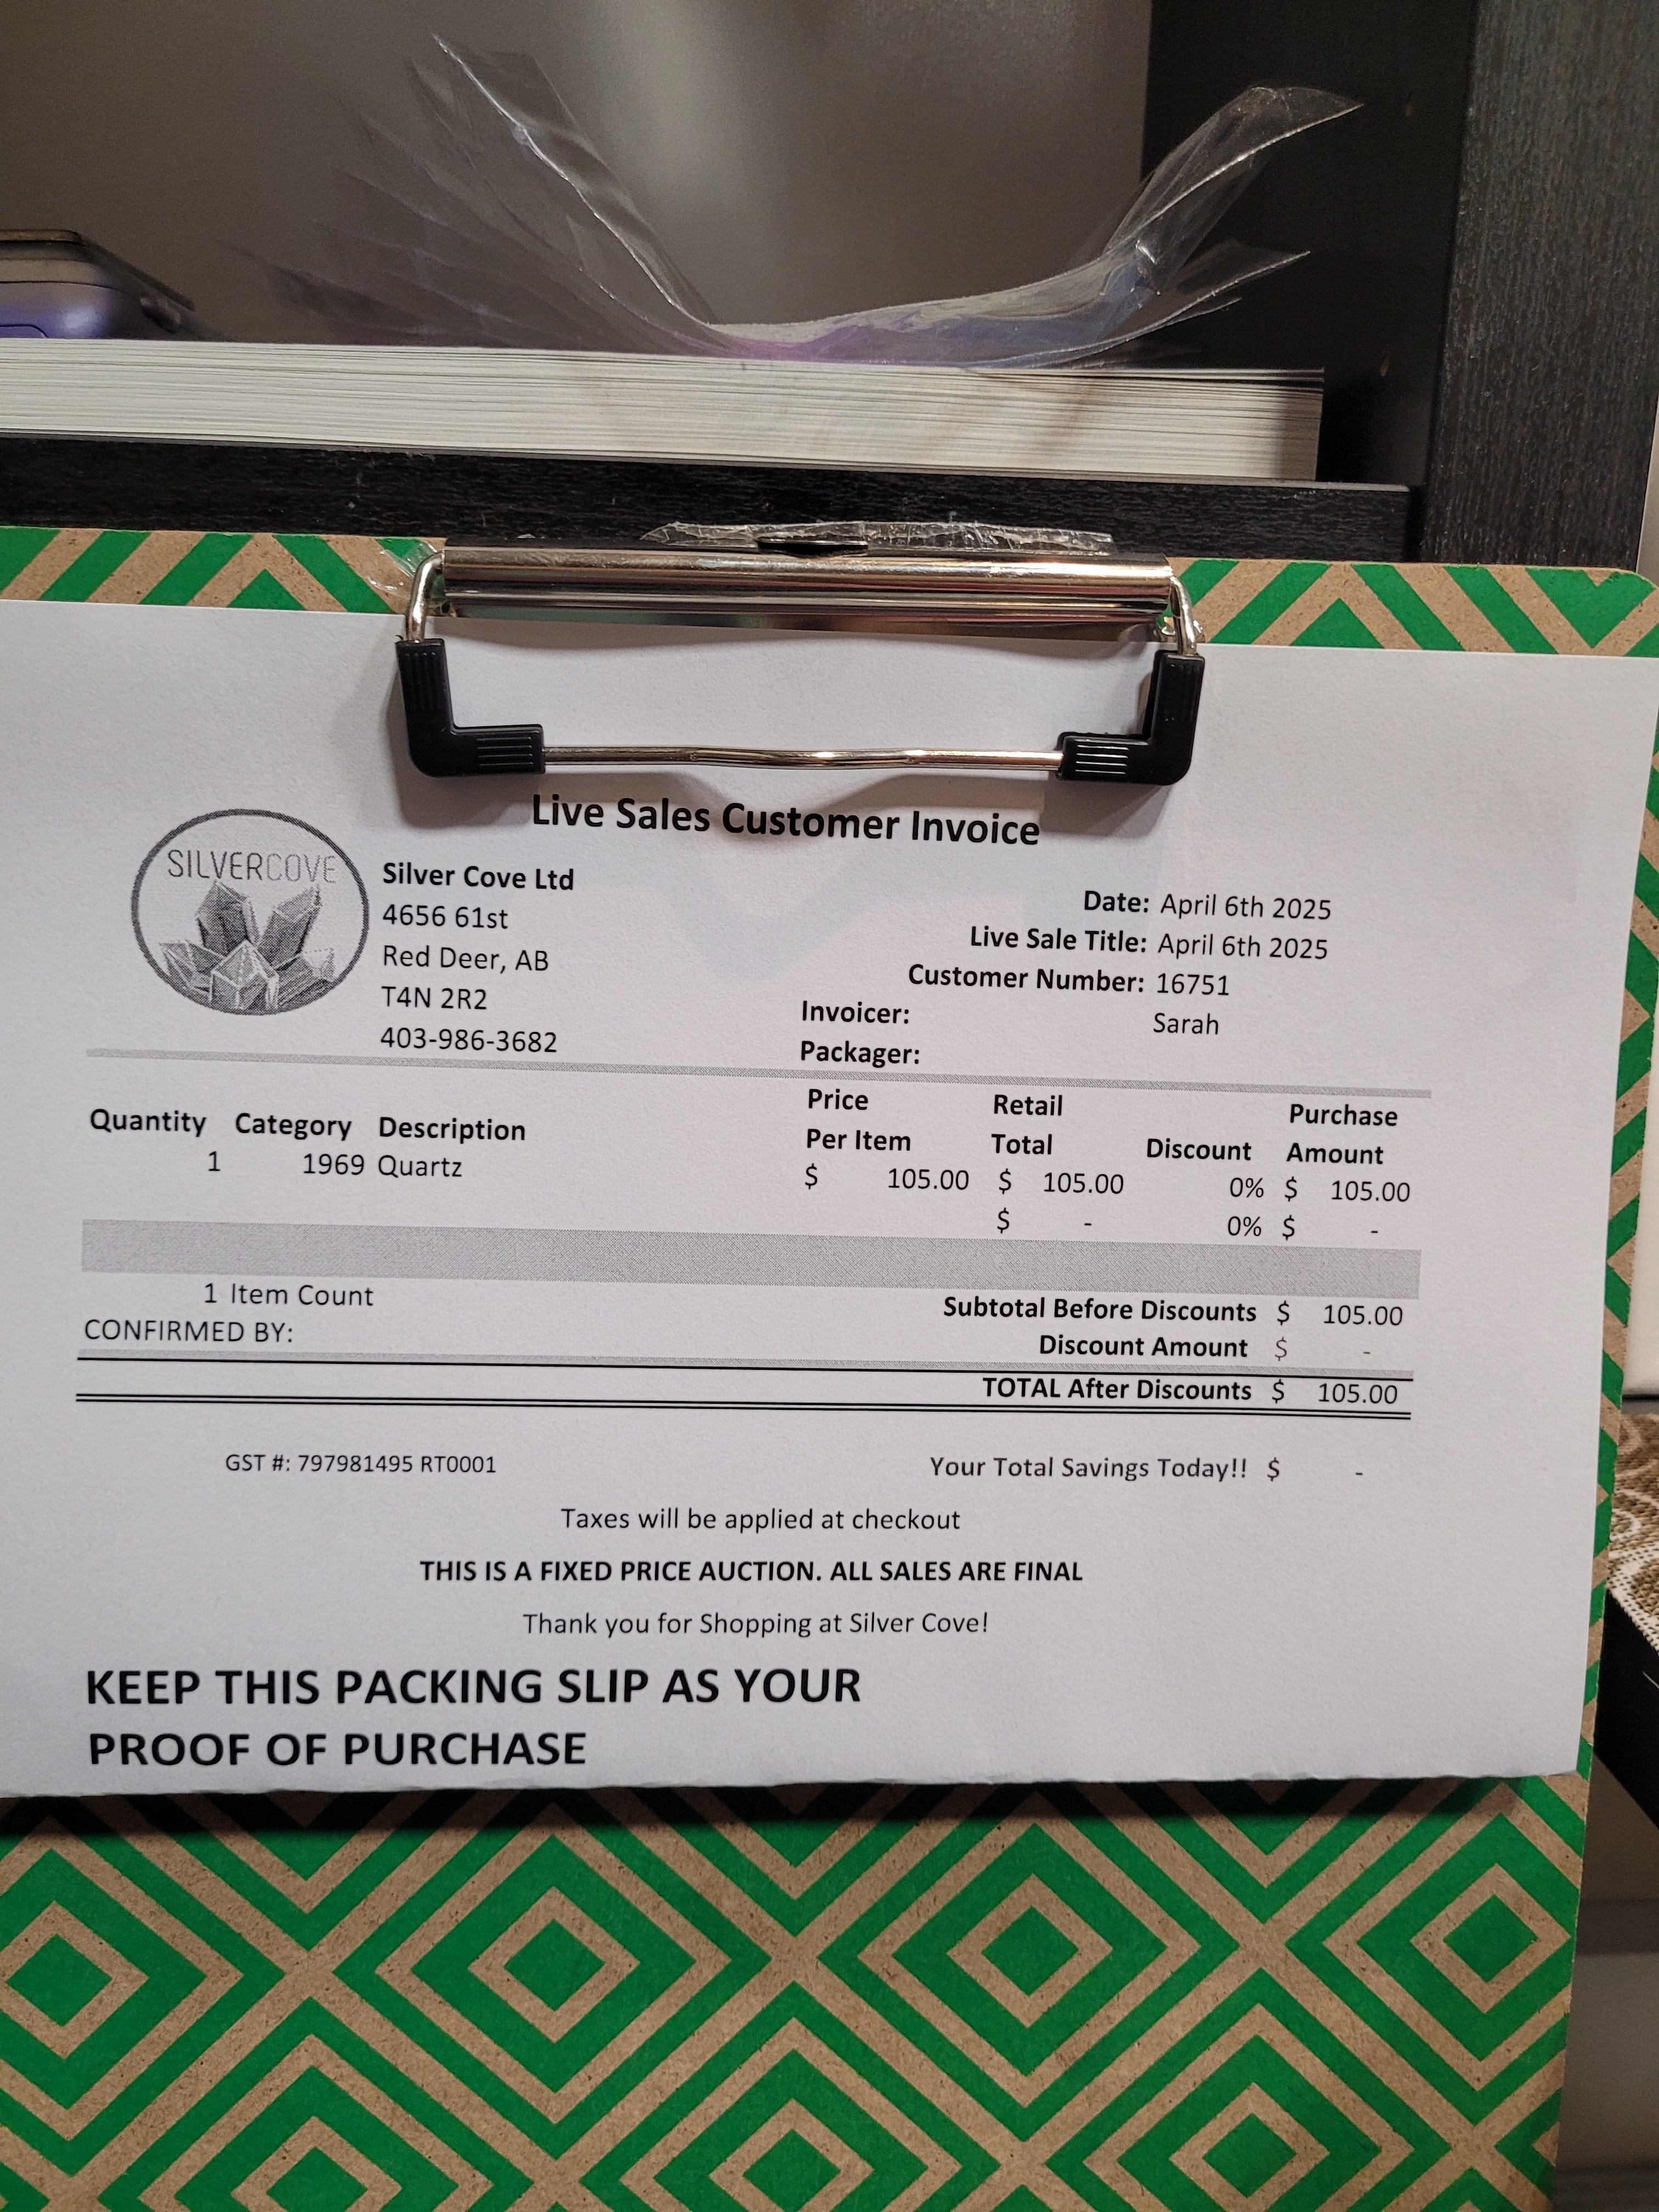 Live Sales Customer Invoice
SILVERCOVE
Silver Cove Ltd
4656 61st
Red Deer, AB
T4N 2R2
403-986-3682
Date: April 6th 2025
Live Sale Title: April 6th 2025
Customer Number: 16751
Invoicer: Sarah
Packager:
Quantity Category Description Price Per Item Retail Total Discount Purchase Amount
1 1969 Quartz $ 105.00 $ 105.00 0% $ 105.00
$ - 0% $ -
1 Item Count
CONFIRMED BY:
Subtotal Before Discounts $ 105.00
Discount Amount $ -
TOTAL After Discounts $ 105.00
GST #: 797981495 RT0001
Your Total Savings Today!! $ -
Taxes will be applied at checkout
THIS IS A FIXED PRICE AUCTION. ALL SALES ARE FINAL
Thank you for Shopping at Silver Cove!
KEEP THIS PACKING SLIP AS YOUR
PROOF OF PURCHASE